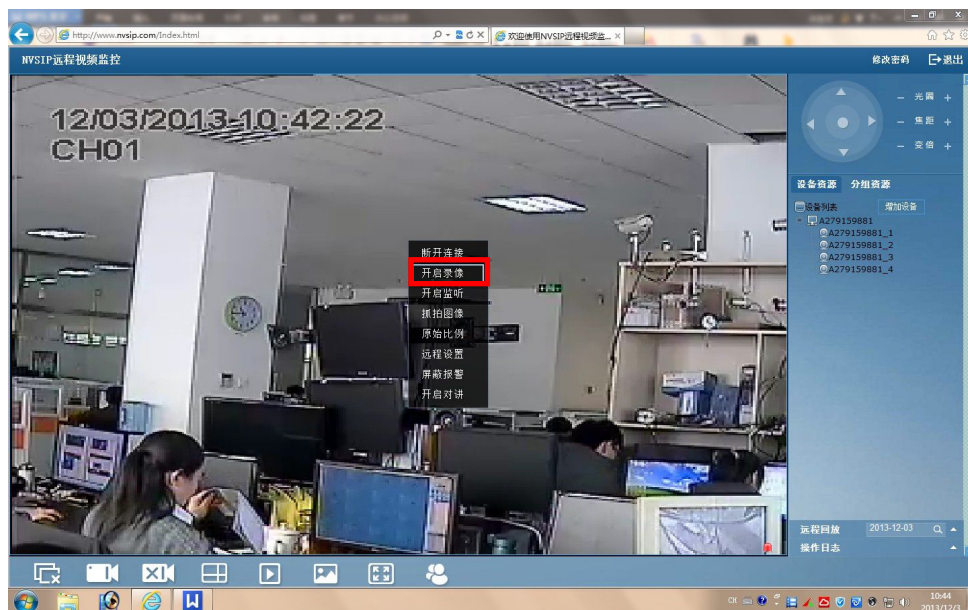 http://www.nvsip.com/Index.html
欢迎使用NVSIP远程视频监...
NVSIP远程视频监控
修改密码
退出
12/03/2013-10:42:22
CH01
断开连接
开启录像
开启监听
抓拍图像
原始比例
远程设置
屏蔽报警
开启对讲
- 光圈 +
- 焦距 +
- 变倍 +
设备资源 分组资源
设备列表 增加设备
A279159881
A279159881_1
A279159881_2
A279159881_3
A279159881_4
远程回放 2013-12-03
操作日志
CH
10:44
2013/12/3